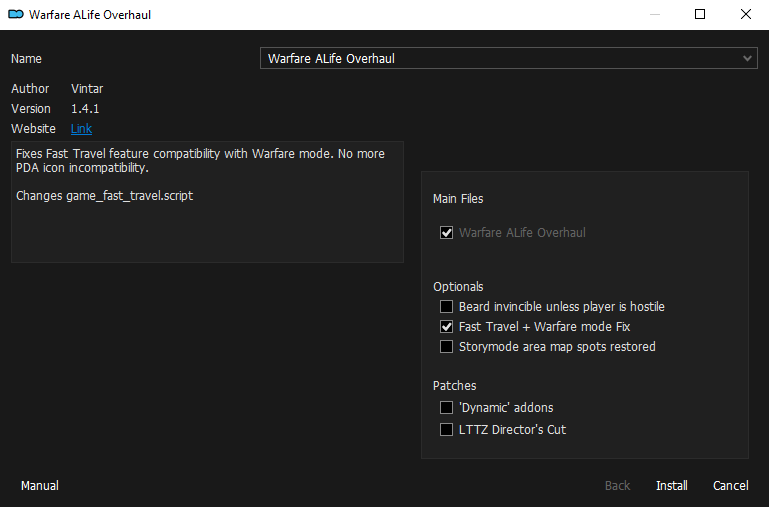 Warfare ALife Overhaul
Name
Warfare ALife Overhaul
Author Vintar
Version 1.4.1
Website Link
Fixes Fast Travel feature compatibility with Warfare mode. No more
PDA icon incompatibility.
Changes game_fast_travel.script
Main Files
Warfare ALife Overhaul
Optionals
Beard invincible unless player is hostile
Fast Travel + Warfare mode Fix
Storymode area map spots restored
Patches
'Dynamic' addons
LTTZ Director's Cut
Manual
Back
Install
Cancel